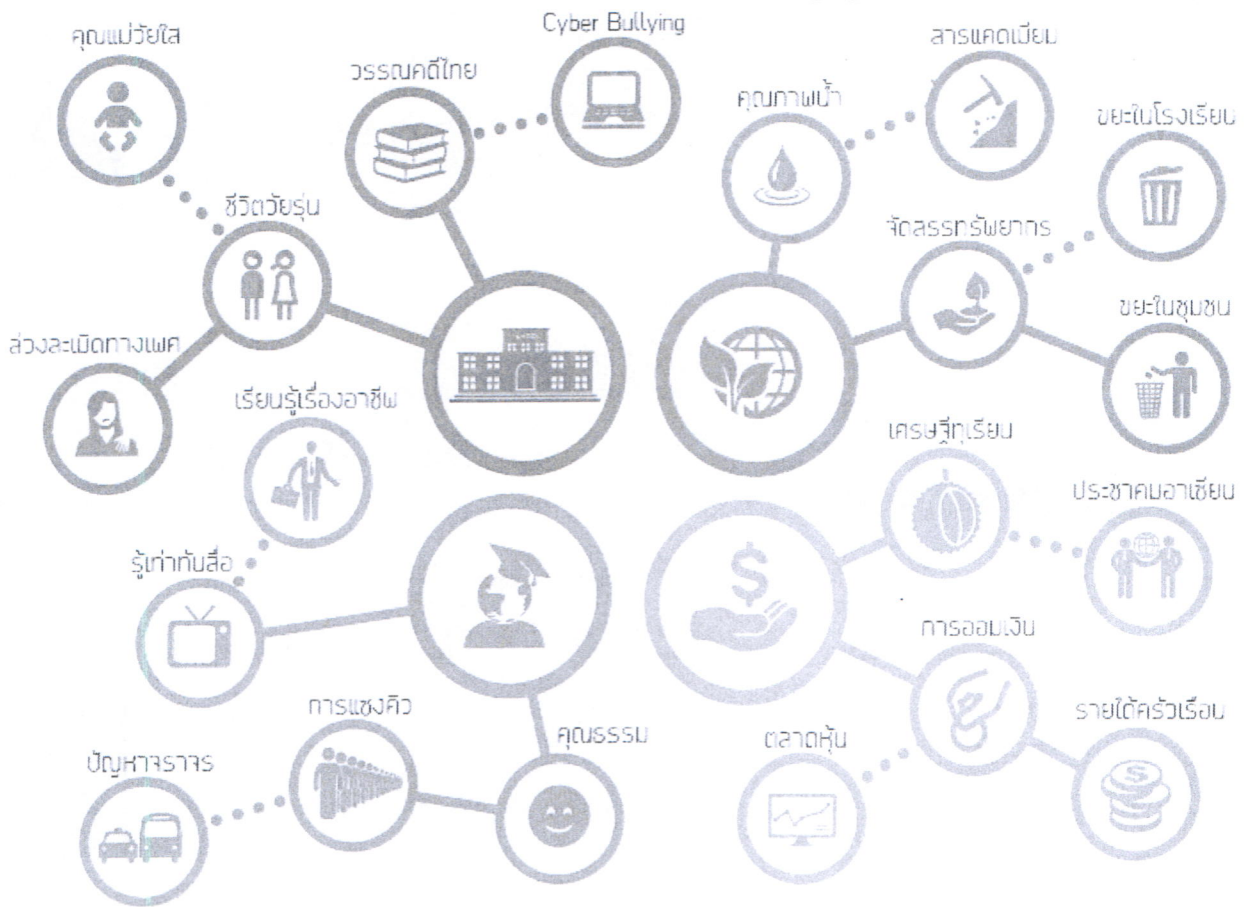 Cyber Bullying
คุณแม่วัยใส
วรรณคดีไทย
สารแคดเมียม
คุณภาพน้ำ
ขยะในโรงเรียน
ชีวิตวัยรุ่น
จัดสรรทรัพยากร
ขยะในชุมชน
ล่วงละเมิดทางเพศ
เรียนรู้เรื่องอาชีพ
เศรษฐีทุเรียน
ประชาคมอาเซียน
รู้เท่าทันสื่อ
การออมเงิน
การแซงคิว
คุณธรรม
ตลาดหุ้น
รายได้ครัวเรือน
ปัญหาจราจร